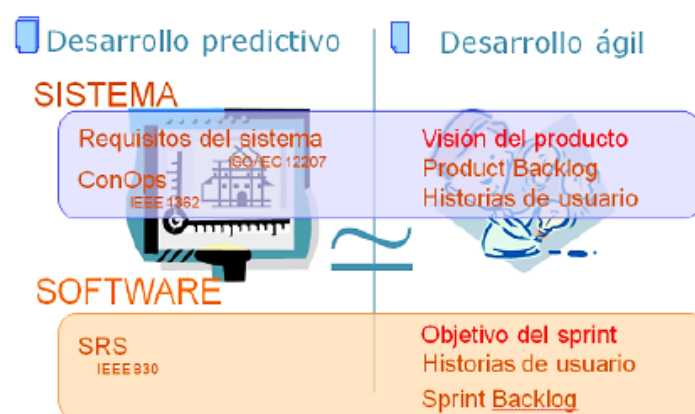 Desarrollo predictivo
Desarrollo ágil
SISTEMA
Requisitos del sistema
ISO/IEC 12207
ConOps
IEEE 1362
Visión del producto
Product Backlog
Historias de usuario
SOFTWARE
SRS
IEEE 830
Objetivo del sprint
Historias de usuario
Sprint Backlog